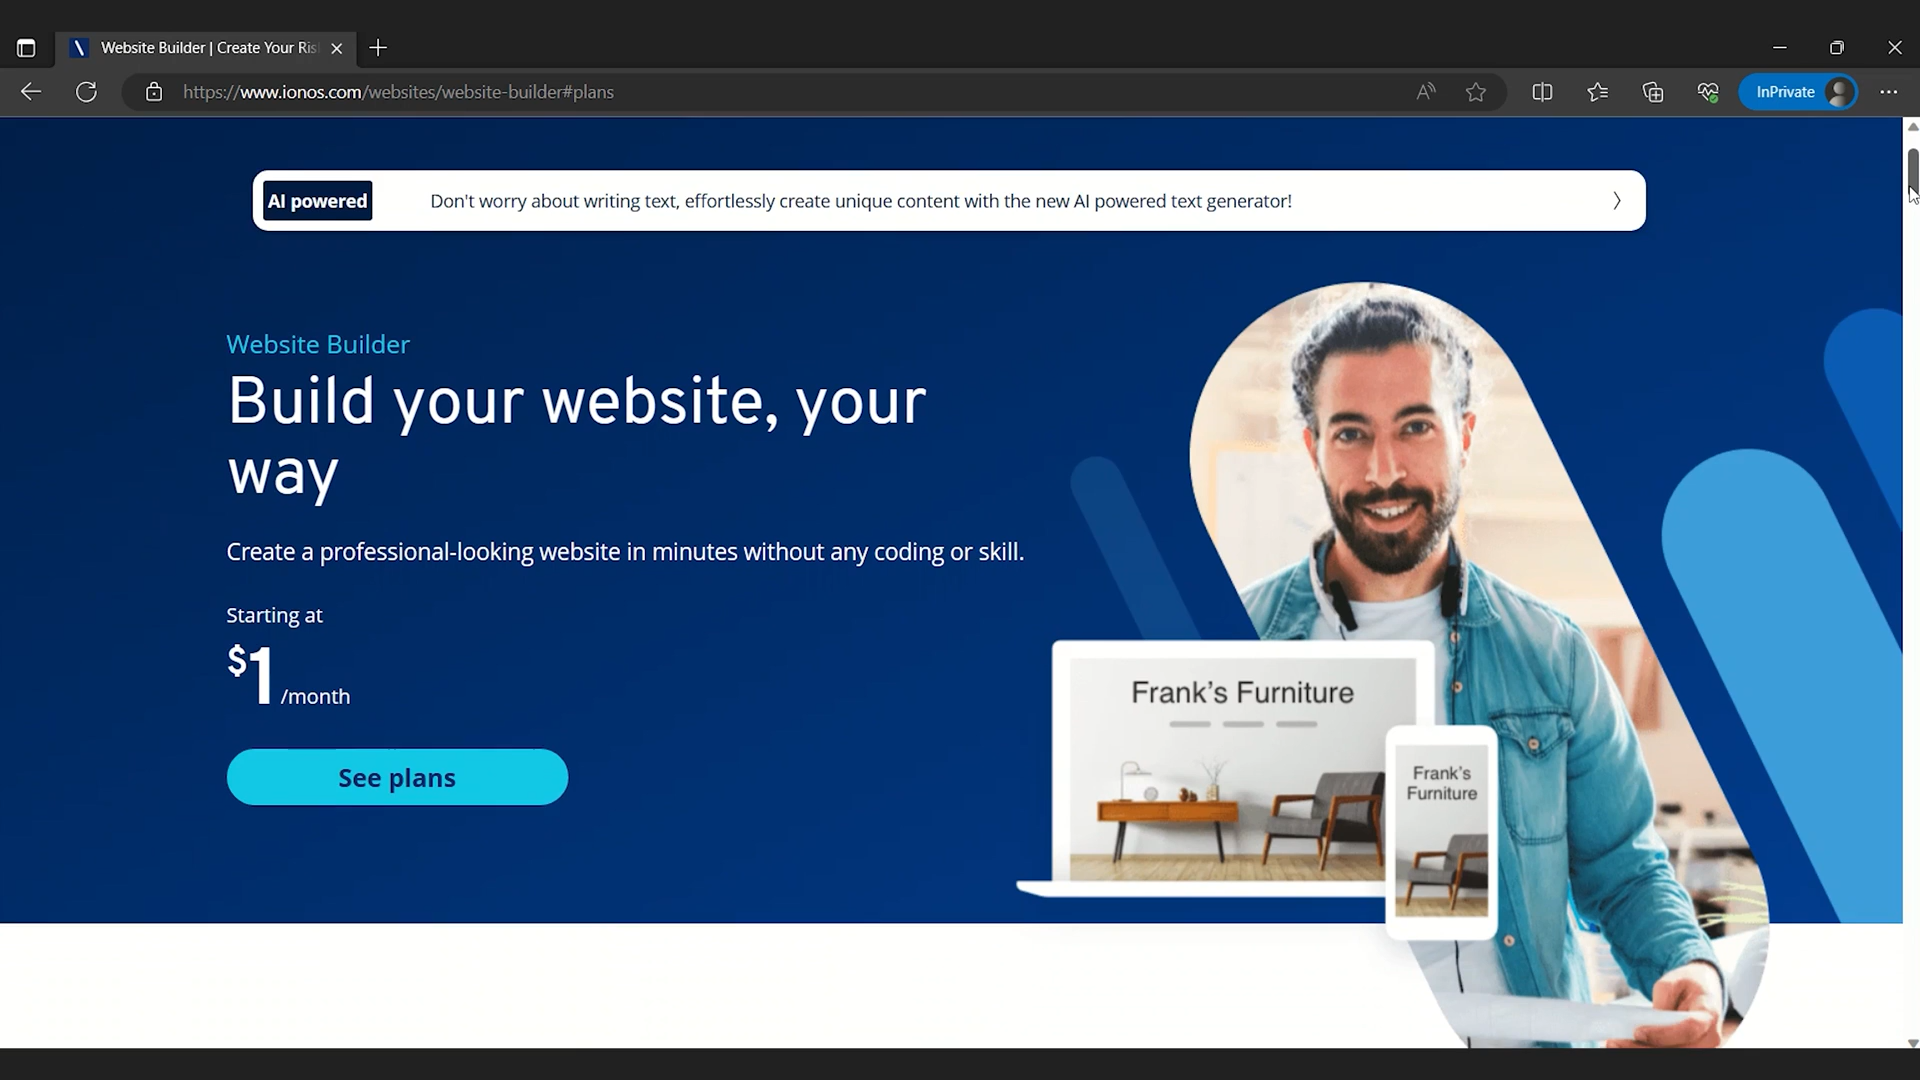 Website Builder | Create Your Ris
https://www.ionos.com/websites/website-builder#plans
InPrivate
AI powered
Don't worry about writing text, effortlessly create unique content with the new AI powered text generator!
Website Builder
Build your website, your
way
Create a professional-looking website in minutes without any coding or skill.
Starting at
$1 /month
See plans
Frank's Furniture
Frank's
Furniture